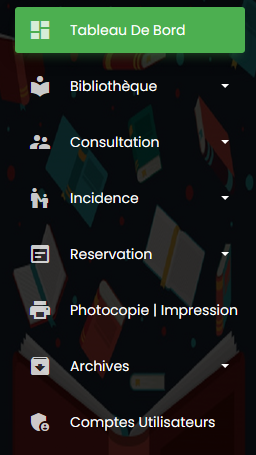 Tableau De Bord
Bibliothèque
Consultation
Incidence
Reservation
Photocopie | Impression
Archives
Comptes Utilisateurs